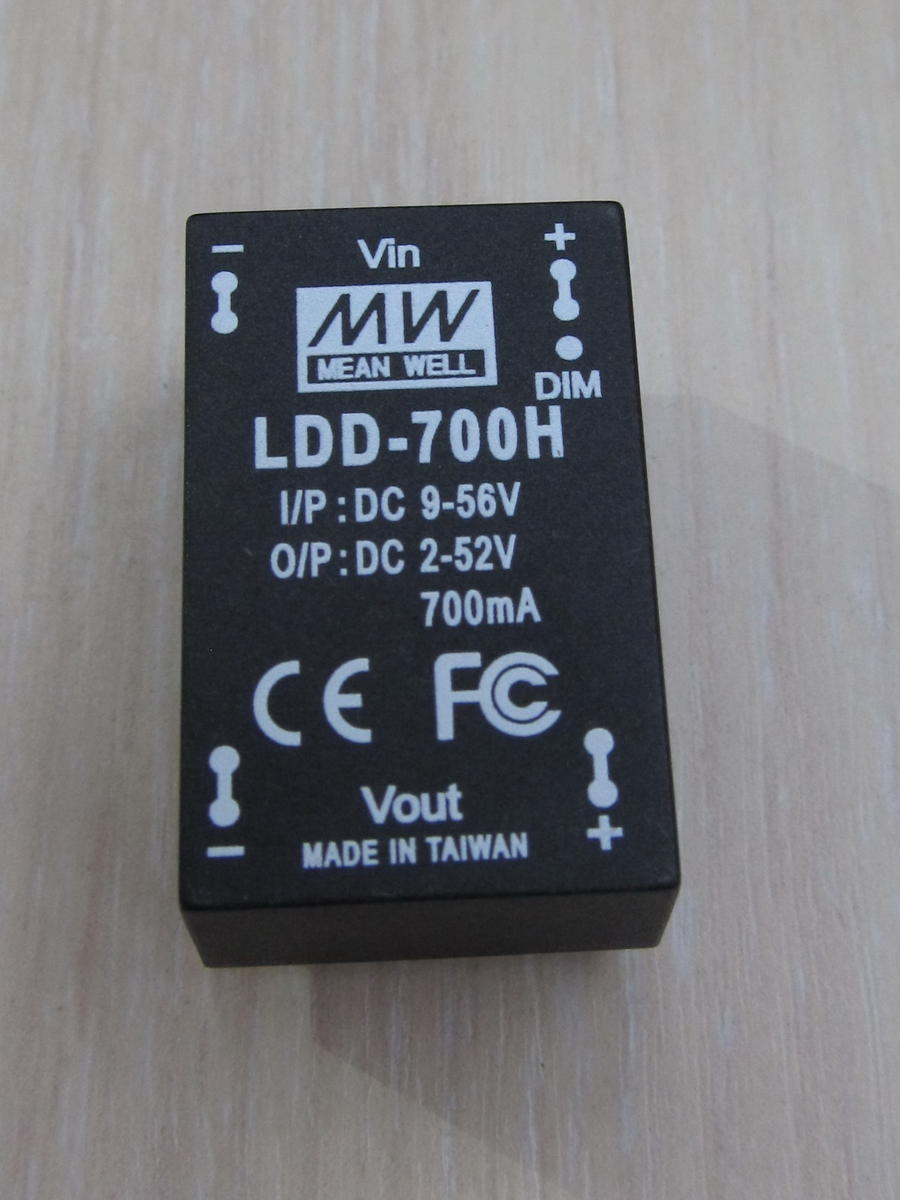 − Vin +
MW
MEAN WELL
DIM
LDD-700H
I/P : DC 9-56V
O/P : DC 2-52V
700mA
CE FC
Vout
− MADE IN TAIWAN +